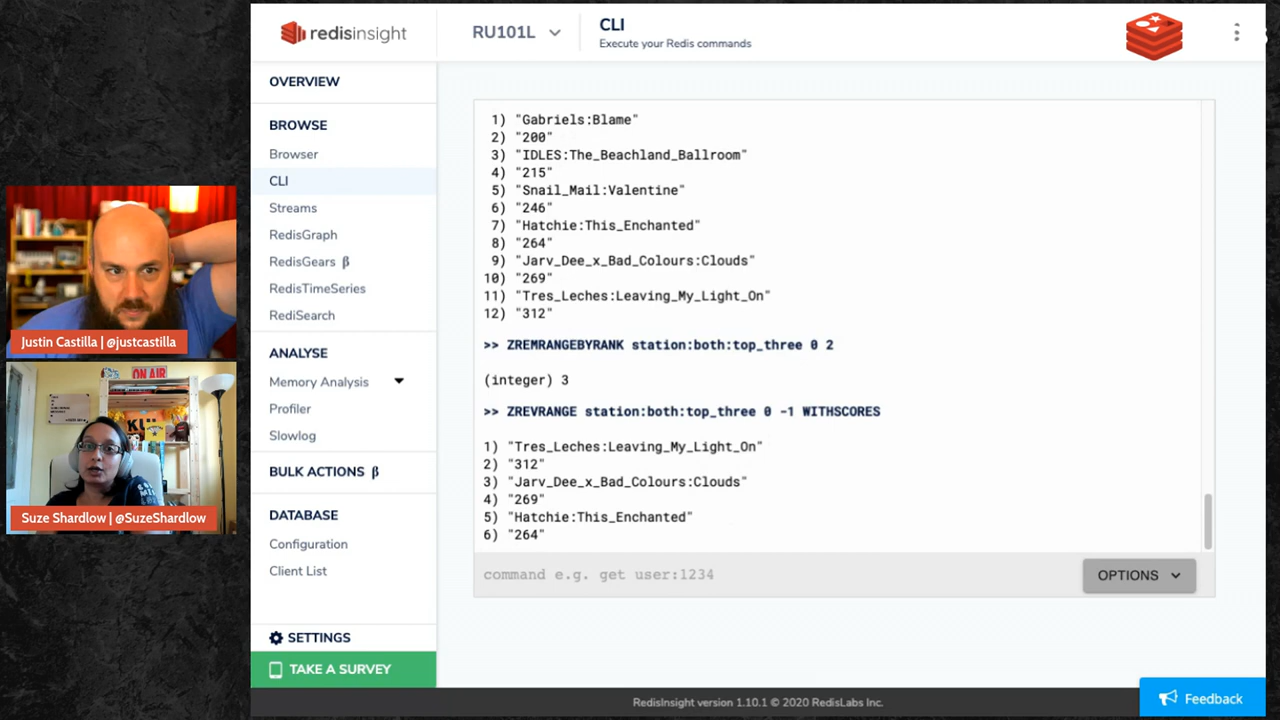 redisinsight
RU101L
CLI
Execute your Redis commands
OVERVIEW
BROWSE
Browser
CLI
Streams
RedisGraph
RedisGears β
RedisTimeSeries
RediSearch
ANALYSE
Memory Analysis
Profiler
Slowlog
BULK ACTIONS β
DATABASE
Configuration
Client List
SETTINGS
TAKE A SURVEY
1) "Gabriels:Blame"
2) "200"
3) "IDLES:The_Beachland_Ballroom"
4) "215"
5) "Snail_Mail:Valentine"
6) "246"
7) "Hatchie:This_Enchanted"
8) "264"
9) "Jarv_Dee_x_Bad_Colours:Clouds"
10) "269"
11) "Tres_Leches:Leaving_My_Light_On"
12) "312"
>> ZREMRANGEBYRANK station:both:top_three 0 2
(integer) 3
>> ZREVRANGE station:both:top_three 0 -1 WITHSCORES
1) "Tres_Leches:Leaving_My_Light_On"
2) "312"
3) "Jarv_Dee_x_Bad_Colours:Clouds"
4) "269"
5) "Hatchie:This_Enchanted"
6) "264"
command e.g. get user:1234
OPTIONS
RedisInsight version 1.10.1 © 2020 RedisLabs Inc.
Feedback
Justin Castilla | @justcastilla
ON AIR
Suze Shardlow | @SuzeShardlow